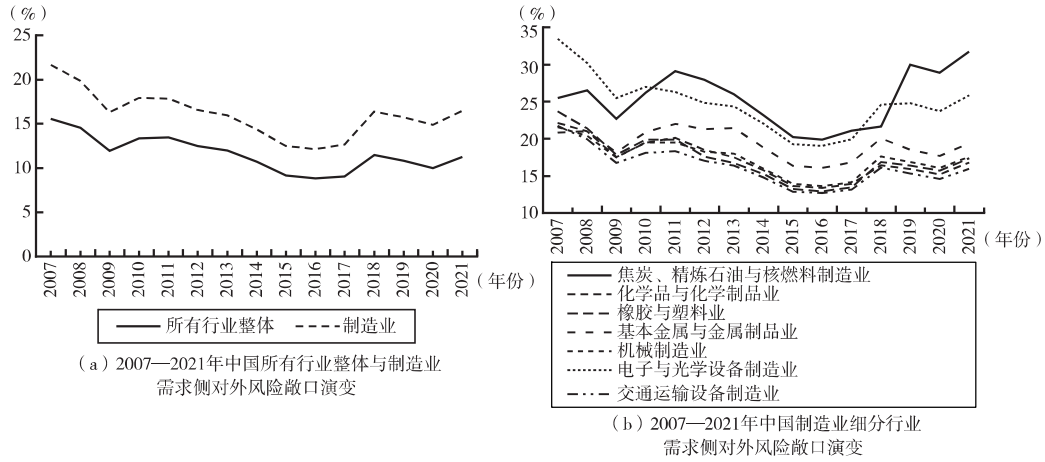 （%）
25
20
15
10
5
0
2007 2008 2009 2010 2011 2012 2013 2014 2015 2016 2017 2018 2019 2020 2021 （年份）
所有行业整体 制造业
（a）2007—2021年中国所有行业整体与制造业
需求侧对外风险敞口演变
（%）
35
30
25
20
15
10
2007 2008 2009 2010 2011 2012 2013 2014 2015 2016 2017 2018 2019 2020 2021 （年份）
焦炭、精炼石油与核燃料制造业
化学品与化学制品业
橡胶与塑料业
基本金属与金属制品业
机械制造业
电子与光学设备制造业
交通运输设备制造业
（b）2007—2021年中国制造业细分行业
需求侧对外风险敞口演变